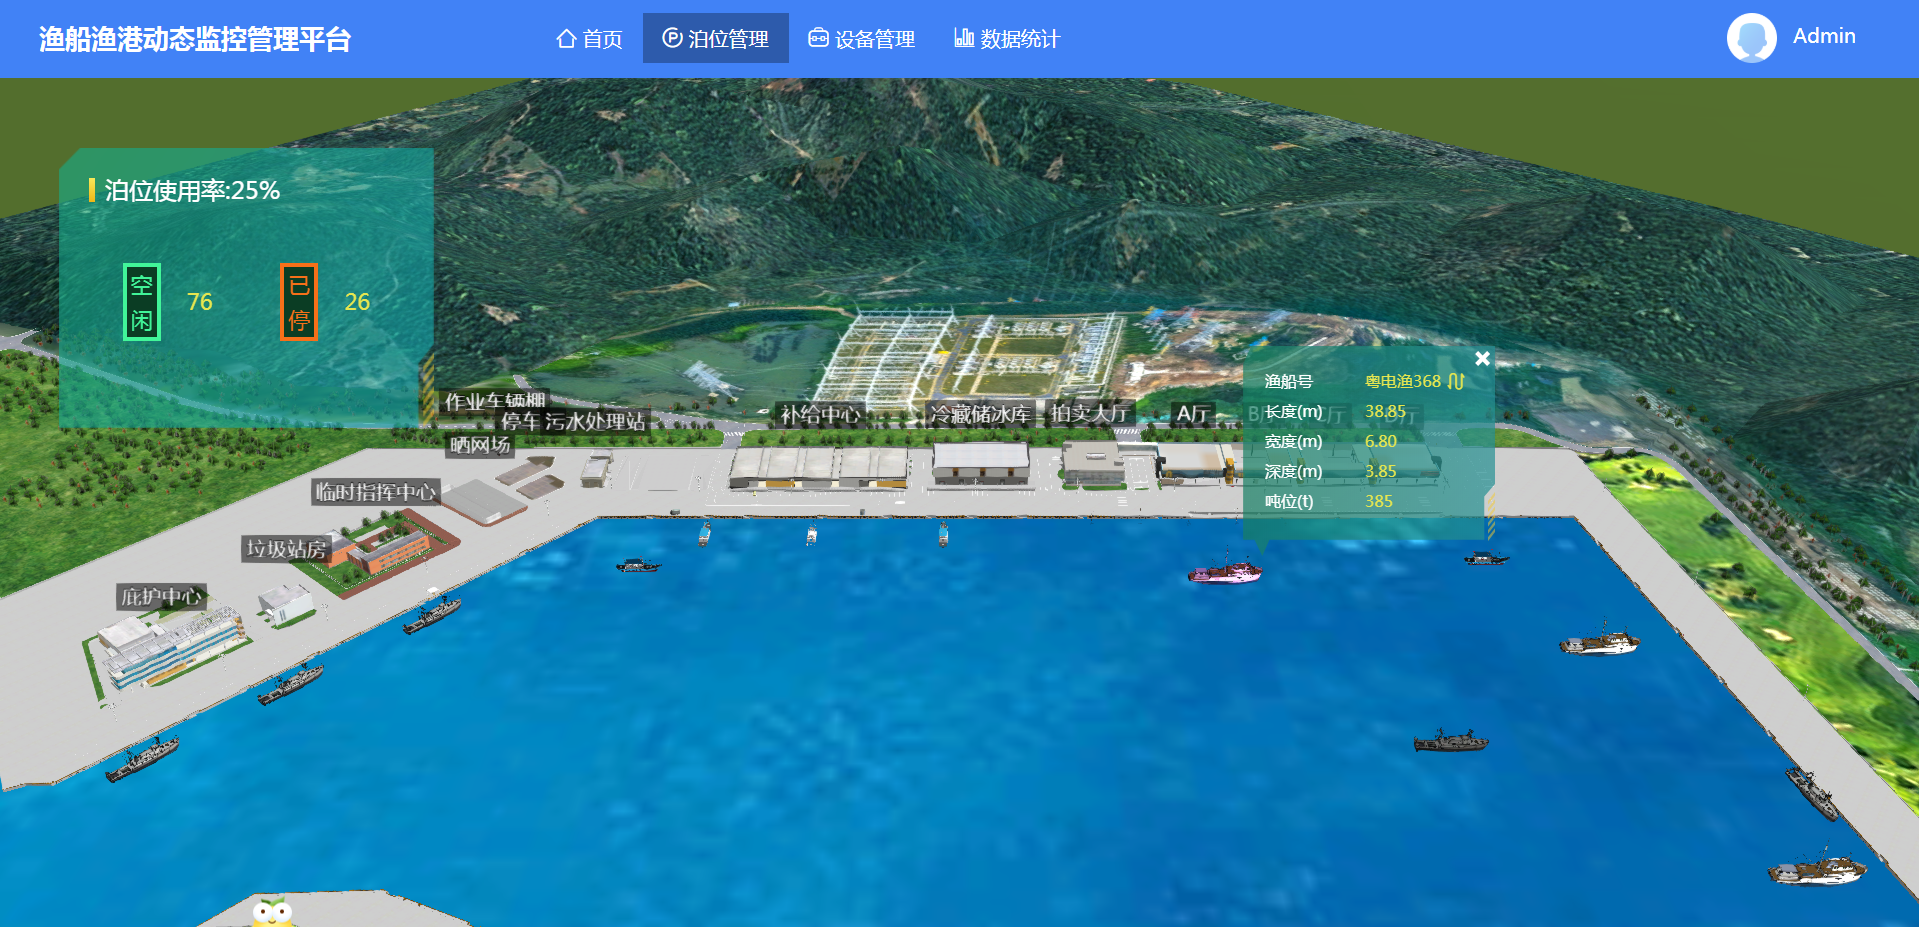 渔船渔港动态监控管理平台
首页
泊位管理
设备管理
数据统计
Admin
泊位使用率:25%
空闲
76
已停
26
渔船号 粤电渔368
长度(m) 38.85
宽度(m) 6.80
深度(m) 3.85
吨位(t) 385
作业车辆棚
停车
污水处理站
晒网场
补给中心
冷藏储冰库
拍卖大厅
A厅
临时指挥中心
垃圾站房
庇护中心